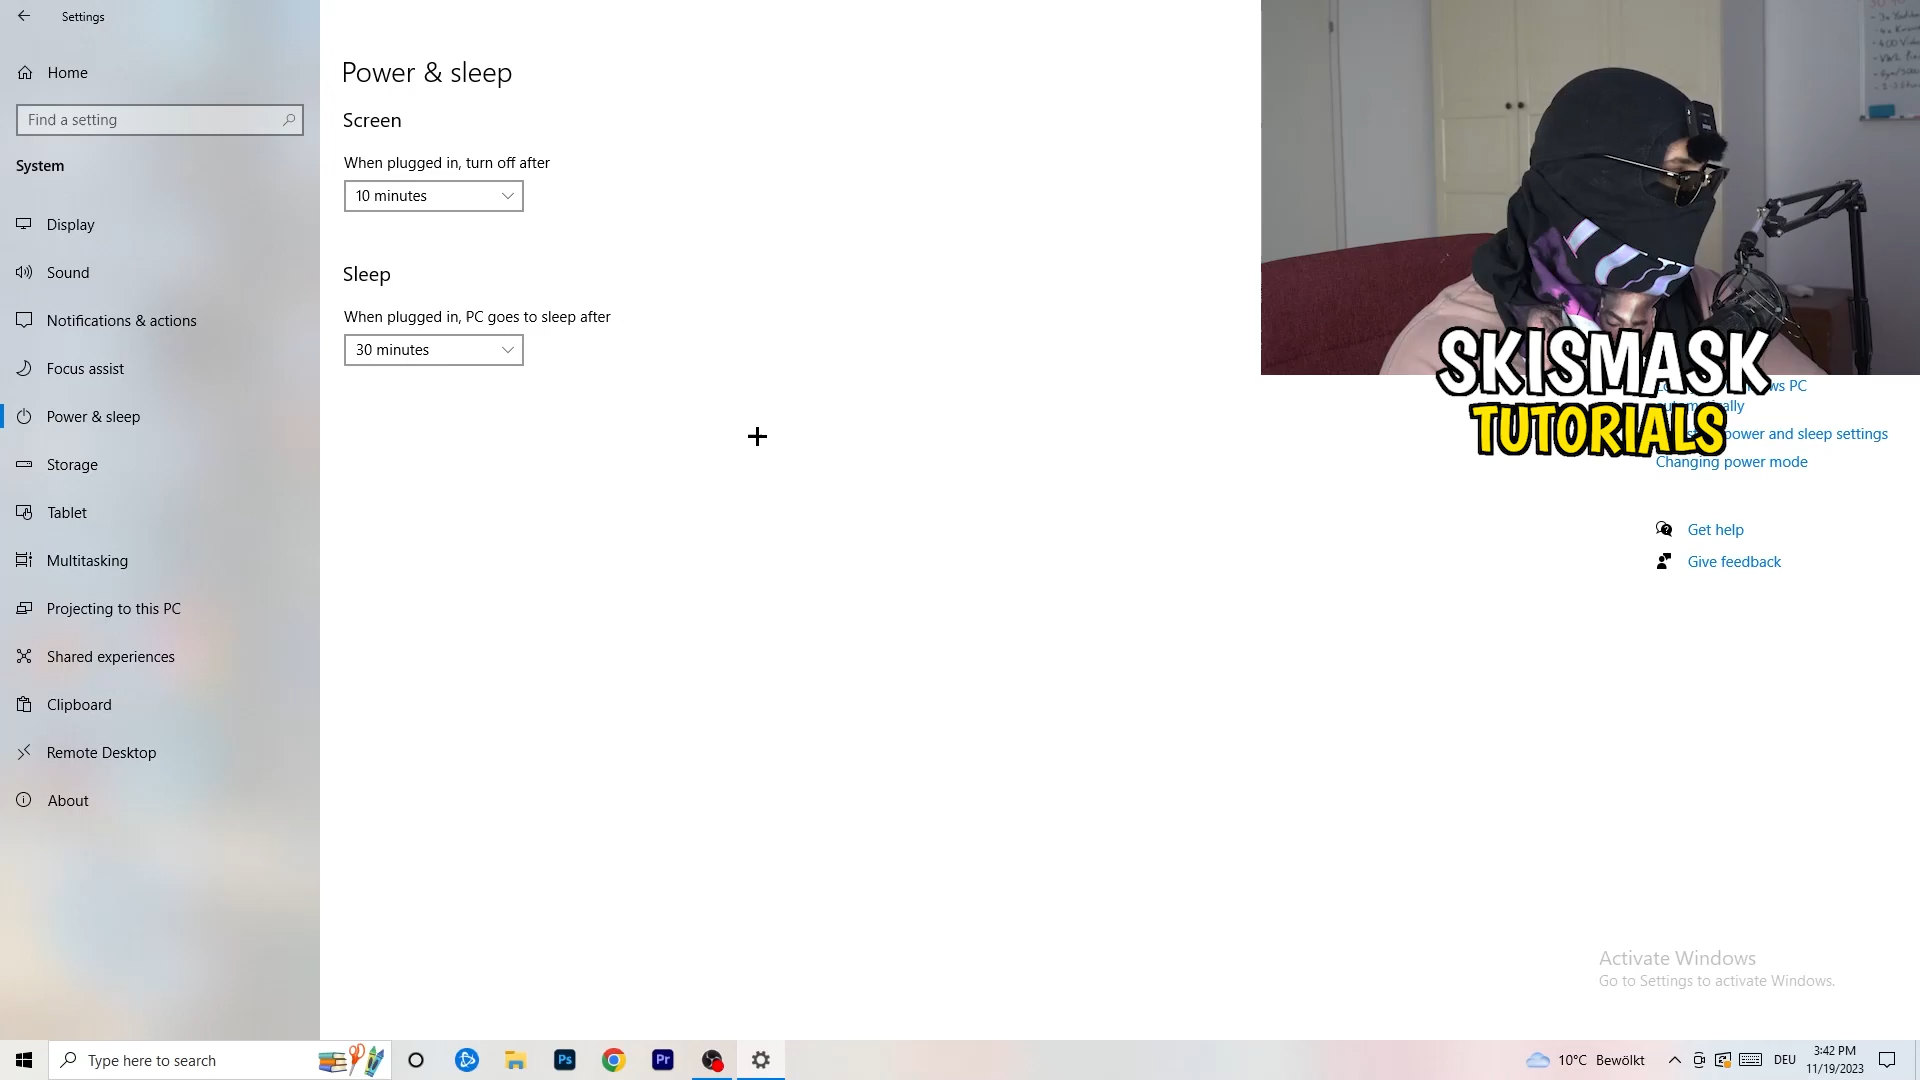 Settings
Home
Find a setting
System
Display
Sound
Notifications & actions
Focus assist
Power & sleep
Storage
Tablet
Multitasking
Projecting to this PC
Shared experiences
Clipboard
Remote Desktop
About
Power & sleep
Screen
When plugged in, turn off after
10 minutes
Sleep
When plugged in, PC goes to sleep after
30 minutes
SKISMASK
TUTORIALS
PC
power and sleep settings
Changing power mode
Get help
Give feedback
Activate Windows
Go to Settings to activate Windows.
Type here to search
Ps
Pr
10°C Bewölkt
DEU
3:42 PM
11/19/2023